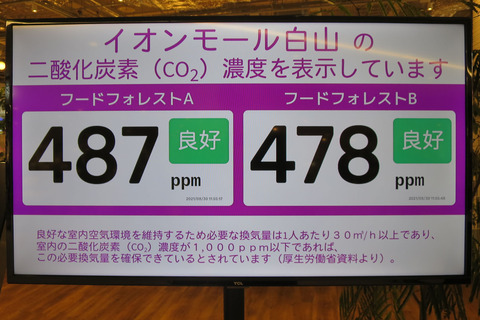 イオンモール白山 の
二酸化炭素（CO₂）濃度を表示しています
フードフォレストA
フードフォレストB
487
良好
ppm
478
良好
ppm
良好な室内空気環境を維持するため必要な換気量は1人あたり３０㎥/ｈ以上であり、
室内の二酸化炭素（CO₂）濃度が１,０００ｐｐｍ以下であれば、
この必要換気量を確保できているとされています（厚生労働省資料より）。
TCL